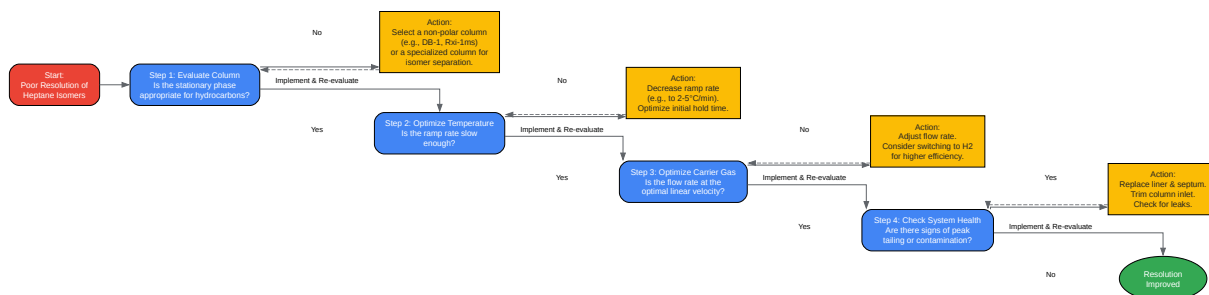 Start:
Poor Resolution of
Heptane Isomers
Step 1: Evaluate Column
Is the stationary phase
appropriate for hydrocarbons?
No
Action:
Select a non-polar column
(e.g., DB-1, Rxi-1ms)
or a specialized column for
isomer separation.
Implement & Re-evaluate
Yes
Step 2: Optimize Temperature
Is the ramp rate slow
enough?
No
Action:
Decrease ramp rate
(e.g., to 2-5°C/min).
Optimize initial hold time.
Implement & Re-evaluate
Yes
Step 3: Optimize Carrier Gas
Is the flow rate at the
optimal linear velocity?
No
Action:
Adjust flow rate.
Consider switching to H2
for higher efficiency.
Implement & Re-evaluate
Yes
Step 4: Check System Health
Are there signs of peak
tailing or contamination?
Yes
Action:
Replace liner & septum.
Trim column inlet.
Check for leaks.
Implement & Re-evaluate
No
Resolution
Improved